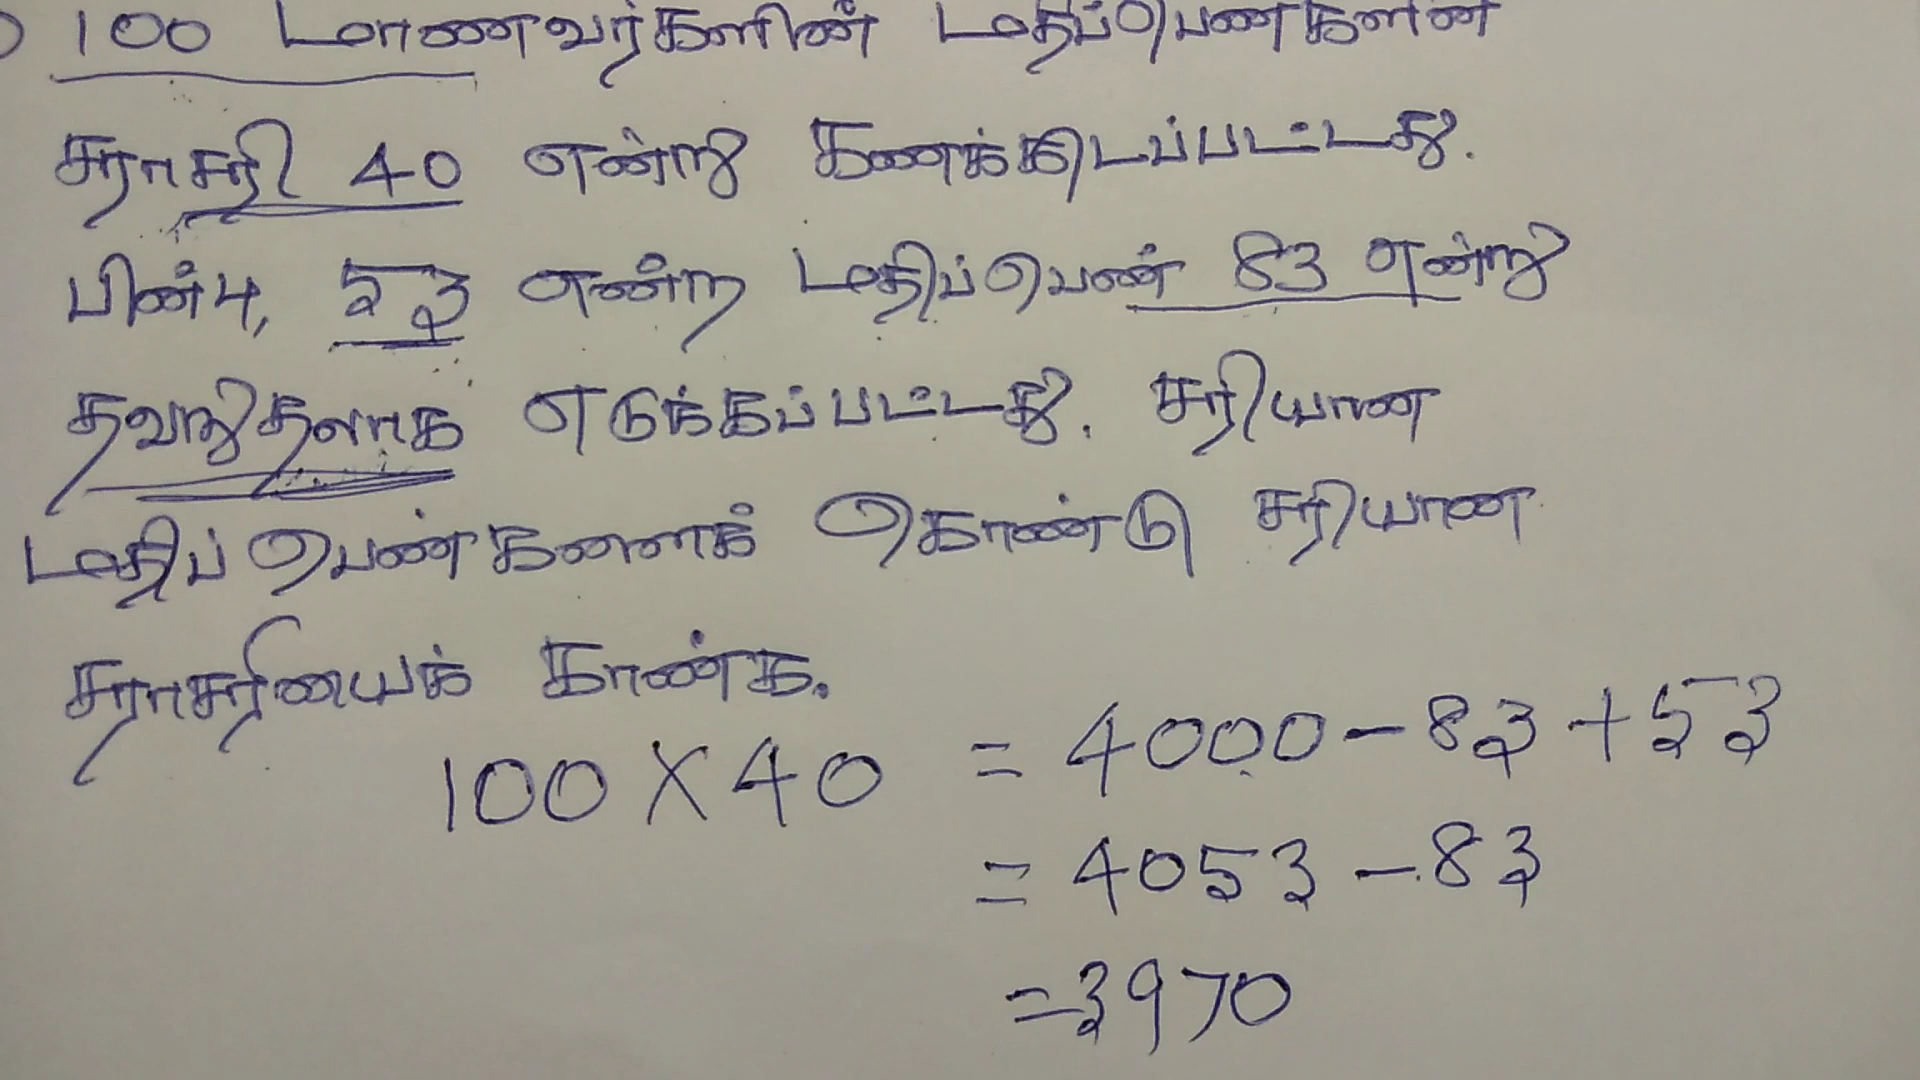 100 மாணவர்களின் மதிப்பெண்களின்
சராசரி 40 என்று கணக்கிடப்பட்டது.
பின்பு, 53 என்ற மதிப்பெண் 83 என்று
தவறுதளாக எடுக்கப்பட்டது. சரியான
மதிப்பெண்களைக் கொண்டு சரியான
சராசரியைக் காண்க.
100 X 40 = 4000 - 83 + 53
= 4053 - 83
= 3970